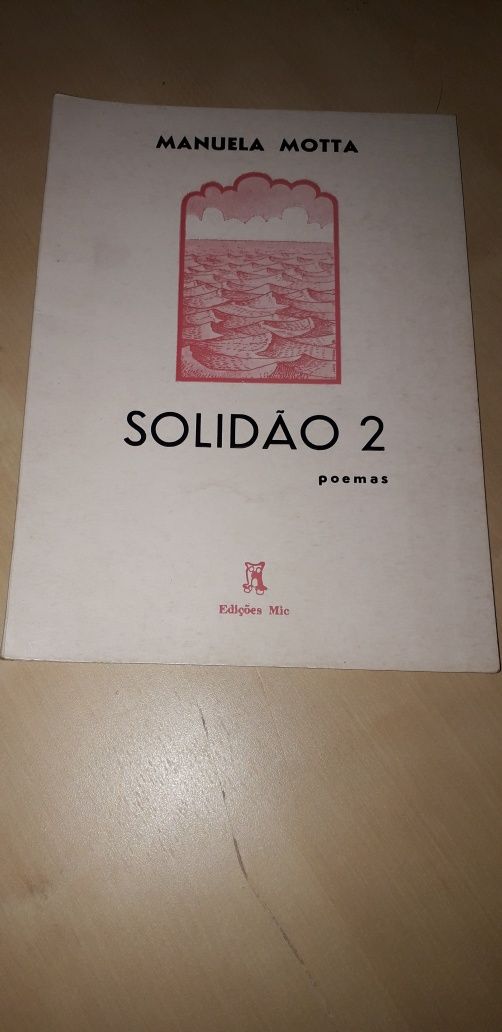 MANUELA MOTTA
SOLIDÃO 2
poemas
Edições Mic